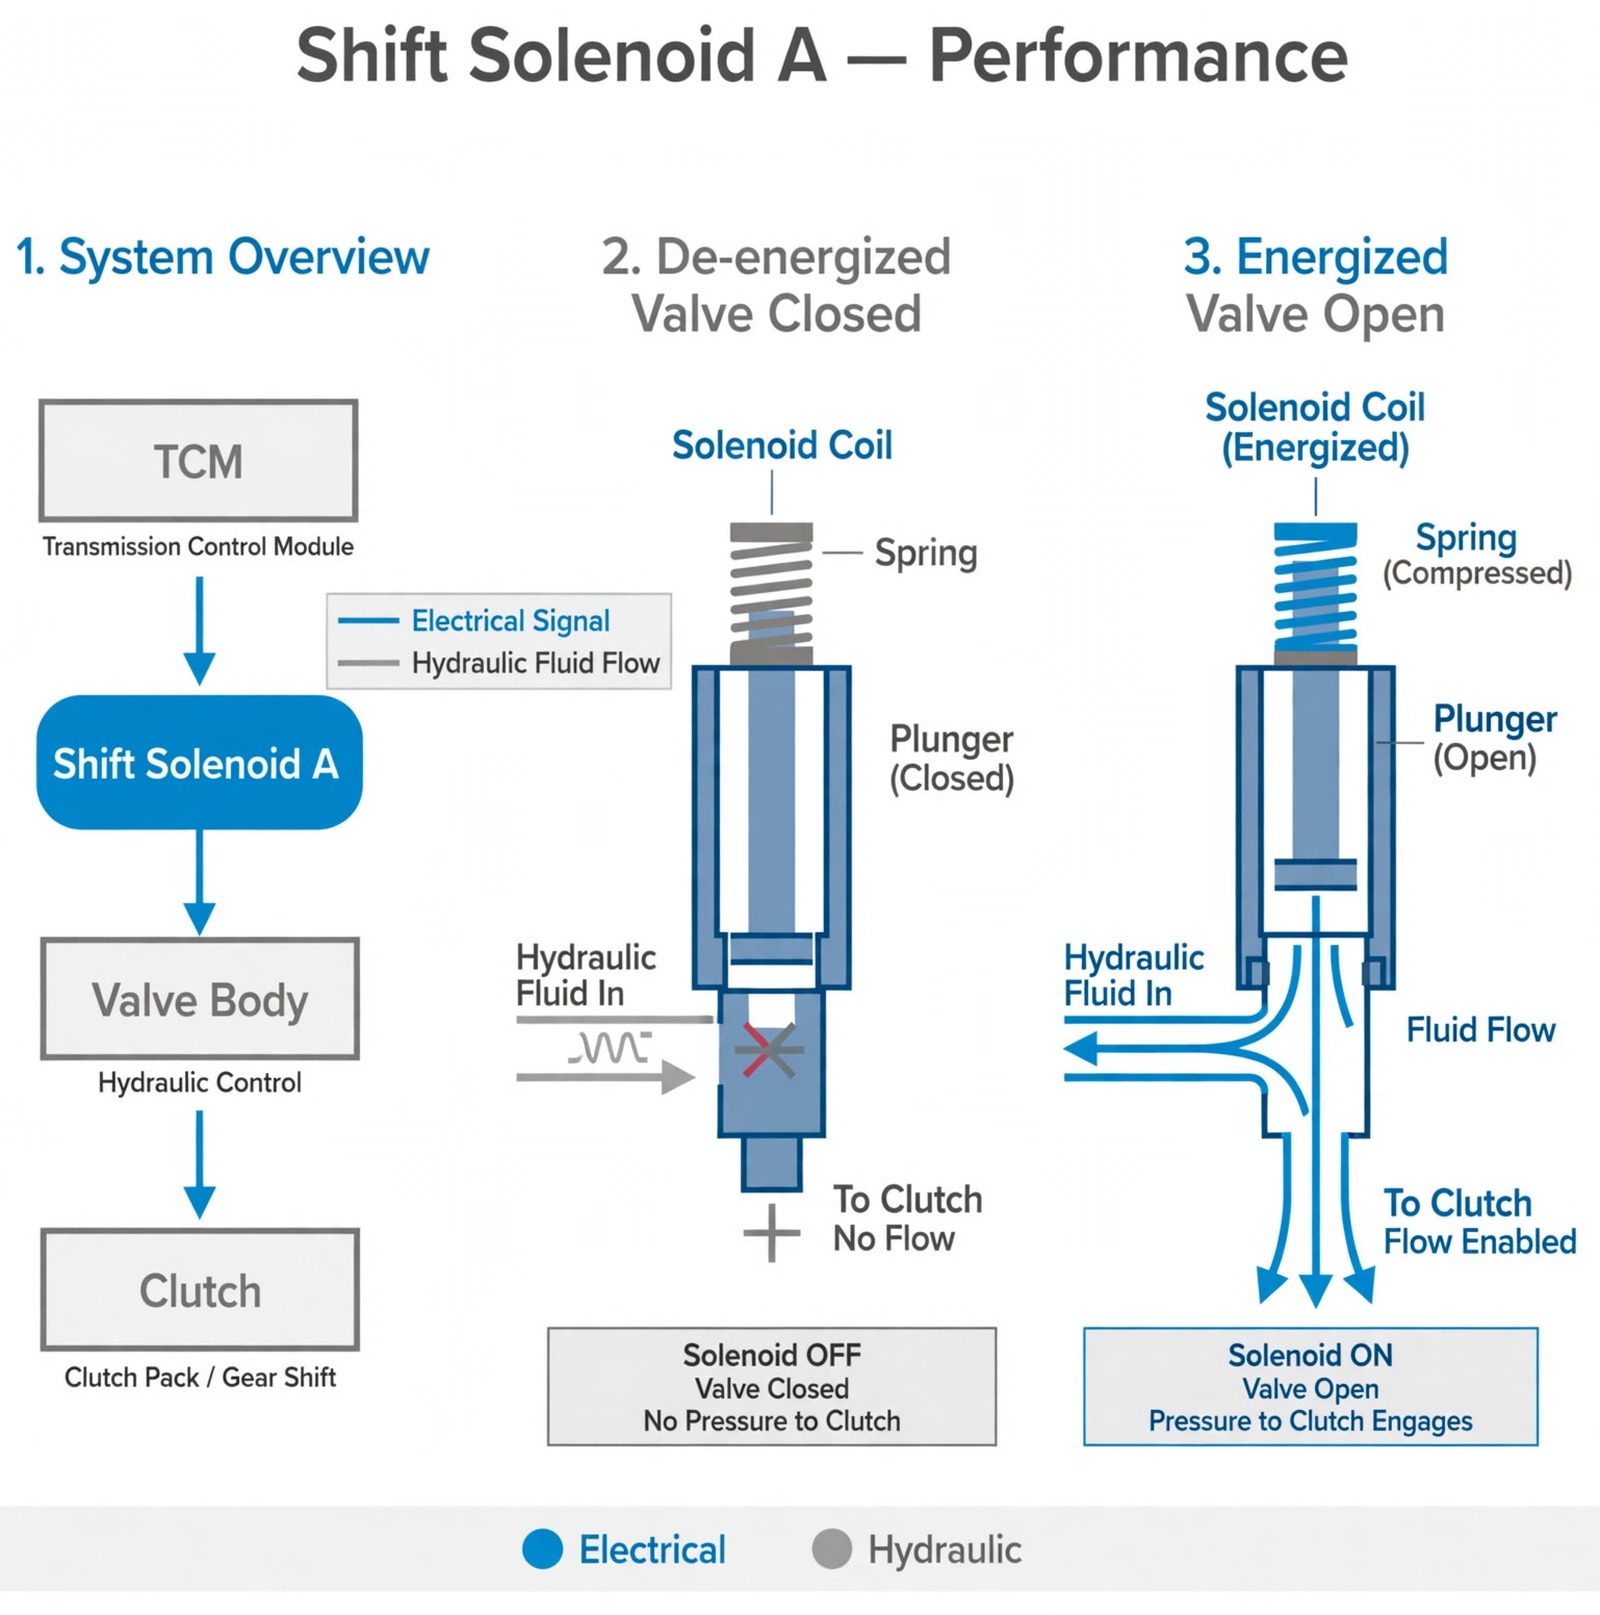 Shift Solenoid A — Performance
1. System Overview
TCM
Transmission Control Module
Electrical Signal
Hydraulic Fluid Flow
Shift Solenoid A
Valve Body
Hydraulic Control
Clutch
Clutch Pack / Gear Shift
2. De-energized
Valve Closed
Solenoid Coil
Spring
Plunger
(Closed)
Hydraulic
Fluid In
To Clutch
No Flow
Solenoid OFF
Valve Closed
No Pressure to Clutch
3. Energized
Valve Open
Solenoid Coil
(Energized)
Spring
(Compressed)
Plunger
(Open)
Hydraulic
Fluid In
Fluid Flow
To Clutch
Flow Enabled
Solenoid ON
Valve Open
Pressure to Clutch Engages
Electrical
Hydraulic